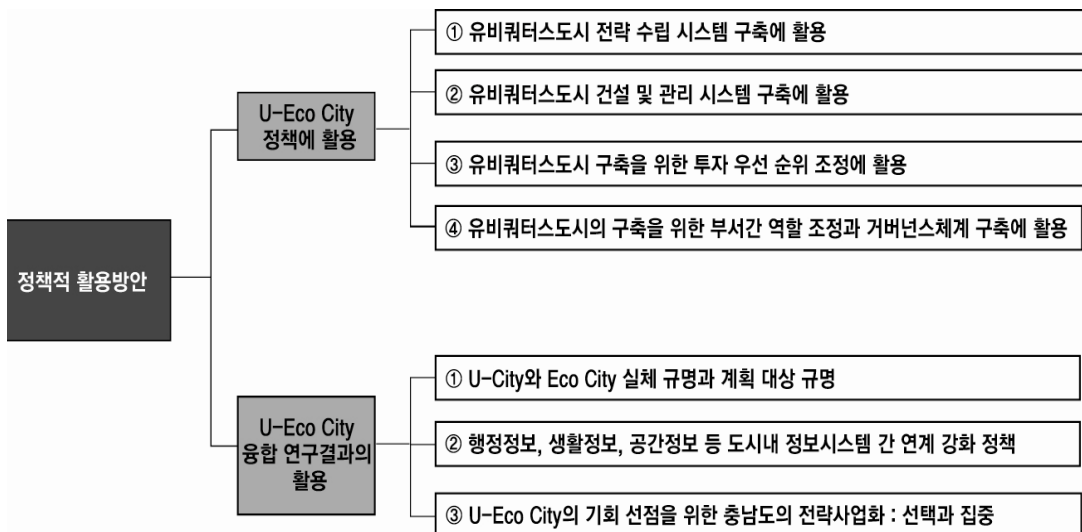 정책적 활용방안
U-Eco City
정책에 활용
① 유비쿼터스도시 전략 수립 시스템 구축에 활용
② 유비쿼터스도시 건설 및 관리 시스템 구축에 활용
③ 유비쿼터스도시 구축을 위한 투자 우선 순위 조정에 활용
④ 유비쿼터스도시의 구축을 위한 부서간 역할 조정과 거버넌스체계 구축에 활용
U-Eco City
융합 연구결과의
활용
① U-City와 Eco City 실체 규명과 계획 대상 규명
② 행정정보, 생활정보, 공간정보 등 도시내 정보시스템 간 연계 강화 정책
③ U-Eco City의 기회 선점을 위한 충남도의 전략사업화 : 선택과 집중